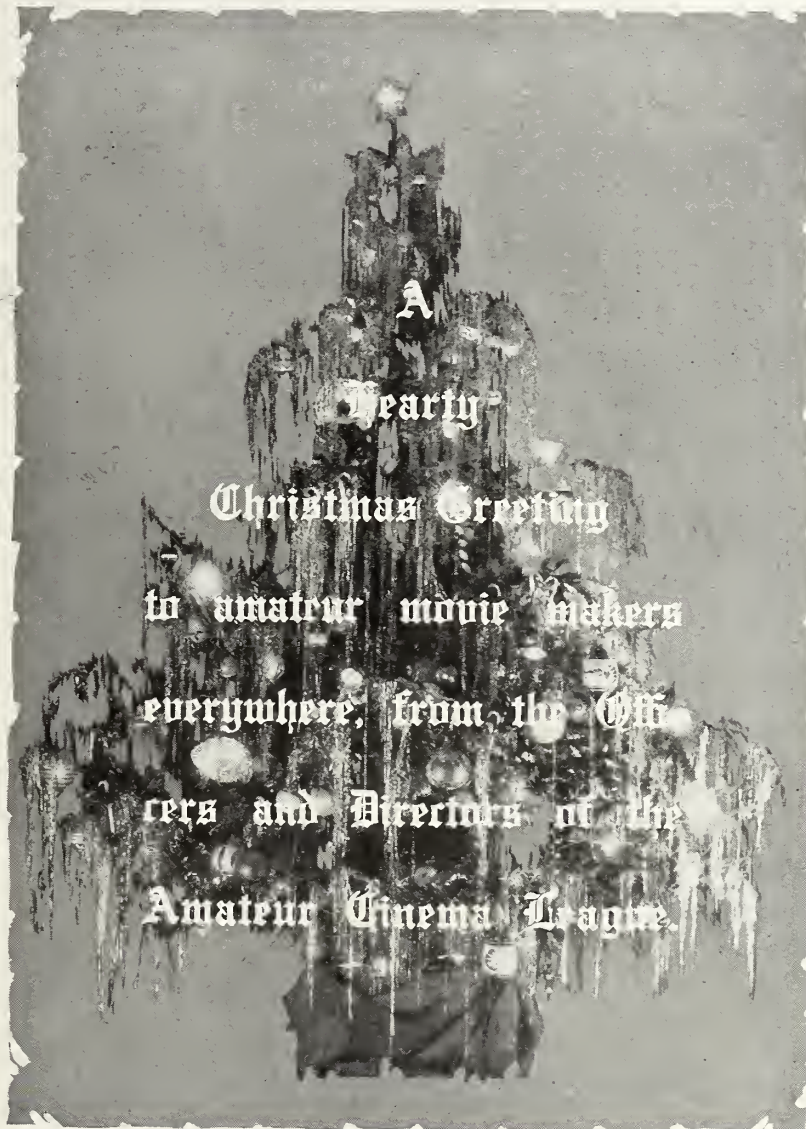 A
Hearty
Christmas Greeting
to amateur movie makers
everywhere, from the Offi-
cers and Directors of the
Amateur Cinema League.